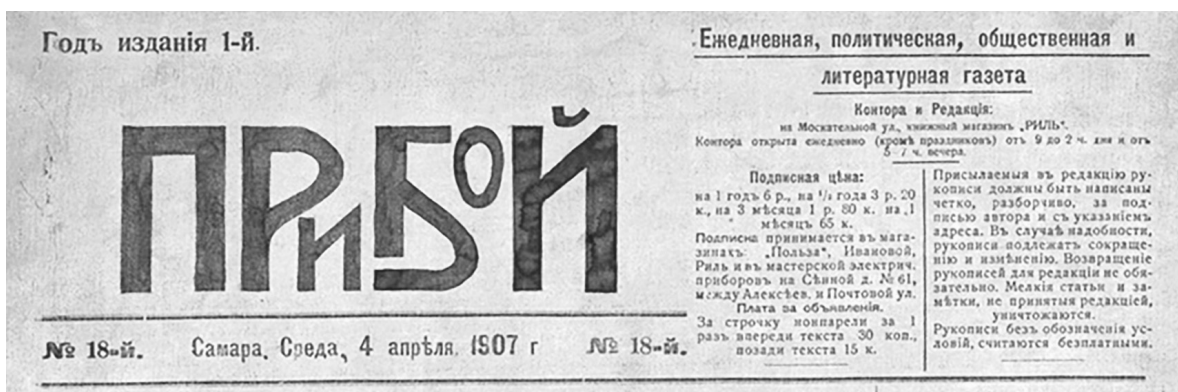 Годъ изданія 1-й.
ПРИБОЙ
№ 18-й. Самара, Среда, 4 апрѣля, 1907 г № 18-й.
Ежедневная, политическая, общественная и
литературная газета
Контора и Редакція:
на Москательной ул., книжный магазинъ „РИЛЬ“.
Контора открыта ежедневно (кромѣ праздниковъ) отъ 9 до 2 ч. дня и отъ
5—7 ч. вечера.
Подписная цѣна:
на 1 годъ 6 р., на ½ года 3 р. 20
к., на 3 мѣсяца 1 р. 80 к. на 1
мѣсяцъ 65 к.
Подписка принимается въ мага-
зинахъ: „Польза“, Ивановой,
Риль и въ мастерской электрич.
приборовъ на Сѣнной д. № 61,
между Алексѣев. и Почтовой ул.
Плата за объявленія.
За строчку нонпарели за 1
разъ впереди текста 30 коп.,
позади текста 15 к.
Присылаемыя въ редакцію ру-
кописи должны быть написаны
четко, разборчиво, за под-
писью автора и съ указаніемъ
адреса. Въ случаѣ надобности,
рукописи подлежатъ сокраще-
нію и измѣненію. Возвращеніе
рукописей для редакціи не обя-
зательно. Мелкія статьи и за-
мѣтки, не принятыя редакціей,
уничтожаются.
Рукописи безъ обозначенія ус-
ловій, считаются безплатными.